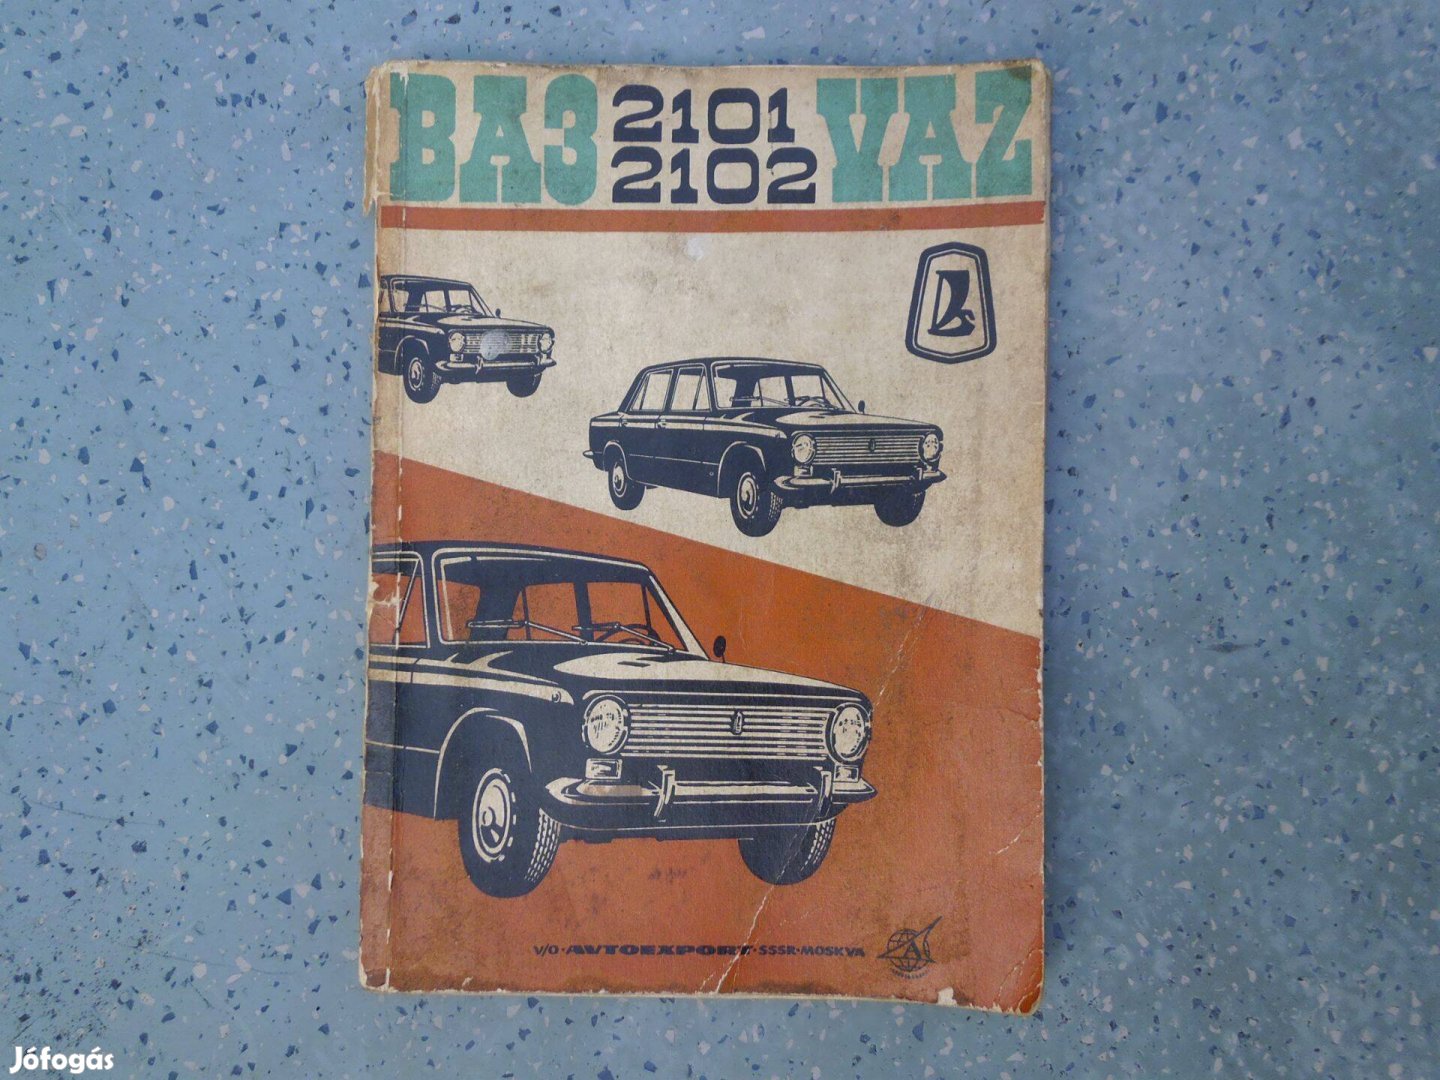 ВАЗ 2101 VAZ
2102
V/O · AVTOEXPORT · SSSR · MOSKVA
Jófogás